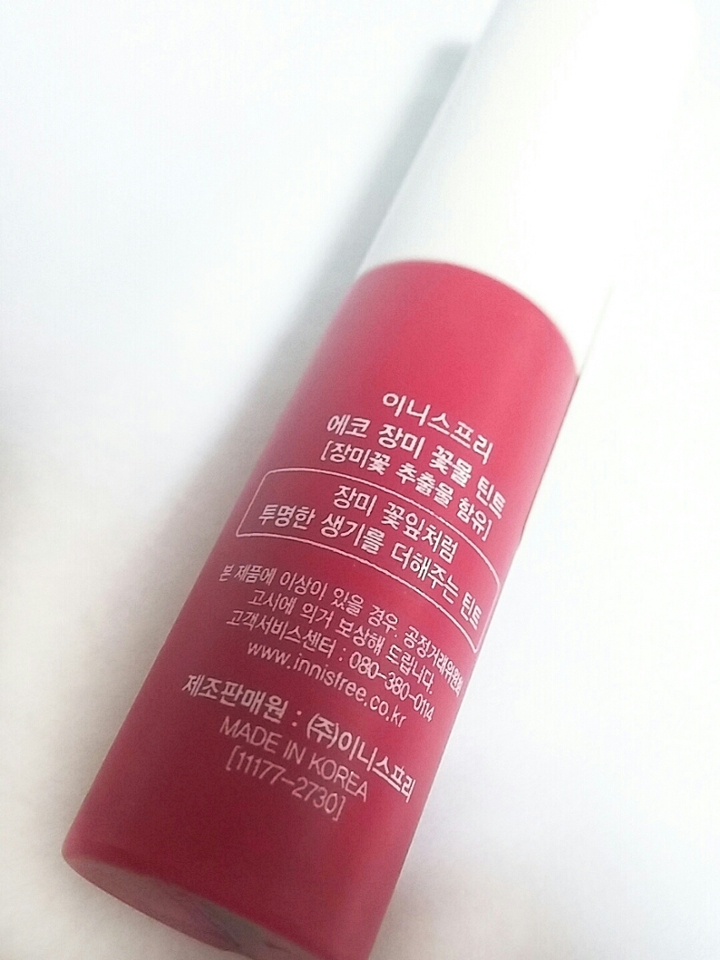 이니스프리
에코 장미 꽃물 틴트
[장미꽃 추출물 함유]
장미 꽃잎처럼
투명한 생기를 더해주는 틴트
본 제품에 이상이 있을 경우, 공정거래위원회
고시에 의거 보상해 드립니다.
고객서비스센터 : 080-380-0114
www.innisfree.co.kr
제조판매원 : (주)이니스프리
MADE IN KOREA
[11177-2730]